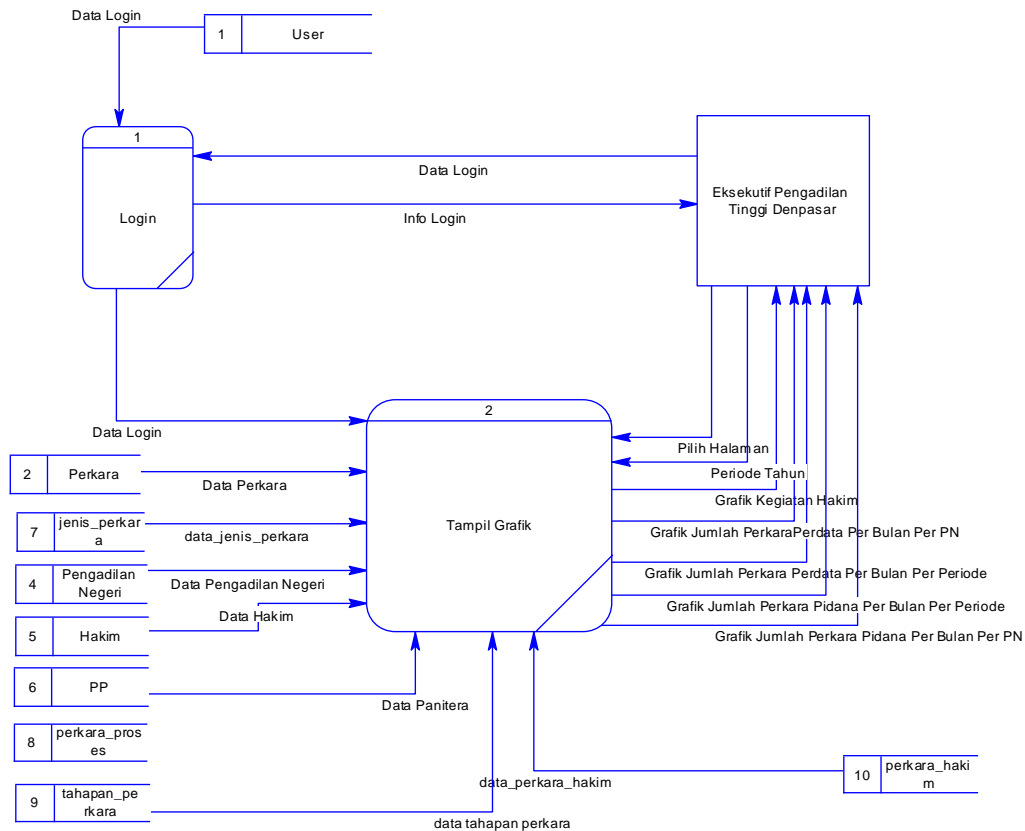 Data Login
1 User
1
Login
Data Login
Info Login
Eksekutif Pengadilan
Tinggi Denpasar
Data Login
2
Tampil Grafik
Pilih Halaman
Periode Tahun
Grafik Kegiatan Hakim
Grafik Jumlah PerkaraPerdata Per Bulan Per PN
Grafik Jumlah Perkara Perdata Per Bulan Per Periode
Grafik Jumlah Perkara Pidana Per Bulan Per Periode
Grafik Jumlah Perkara Pidana Per Bulan Per PN
2 Perkara
Data Perkara
7 jenis_perkar
a
data_jenis_perkara
4 Pengadilan
Negeri
Data Pengadilan Negeri
5 Hakim
Data Hakim
6 PP
Data Panitera
8 perkara_pros
es
9 tahapan_pe
rkara
data tahapan perkara
data_perkara_hakim
10 perkara_haki
m